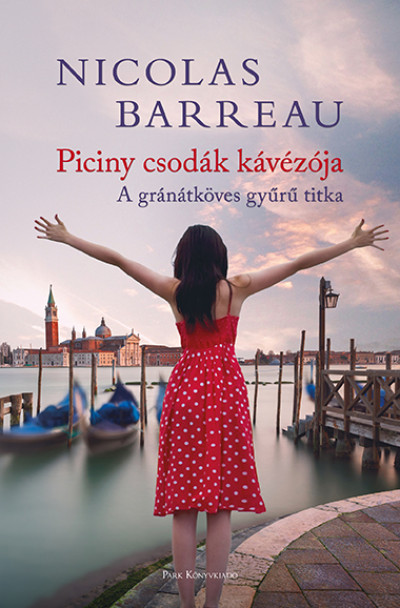 NICOLAS
BARREAU
Piciny csodák kávézója
A gránátköves gyűrű titka
PARK KÖNYVKIADÓ